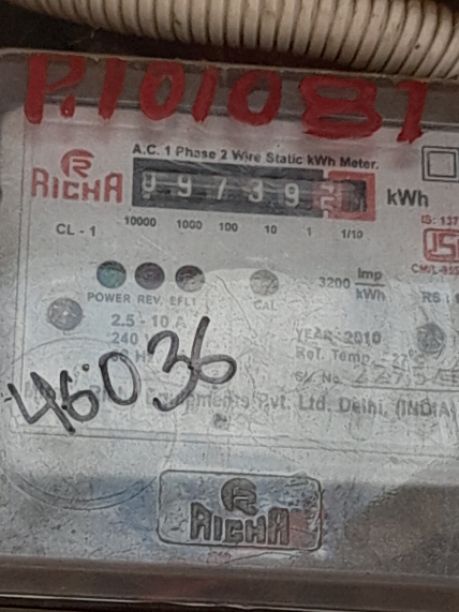 P.101081
A.C. 1 Phase 2 Wire Static kWh Meter.
RICHA 09739 kWh
CL - 1 10000 1000 100 10 1 1/10
3200 Imp/kWh
POWER REV. EFLT CAL
2.5 - 10 A YEAR 2010
240 Ref. Temp. 27°
46036
Pvt. Ltd. Delhi, (INDIA
RICHA